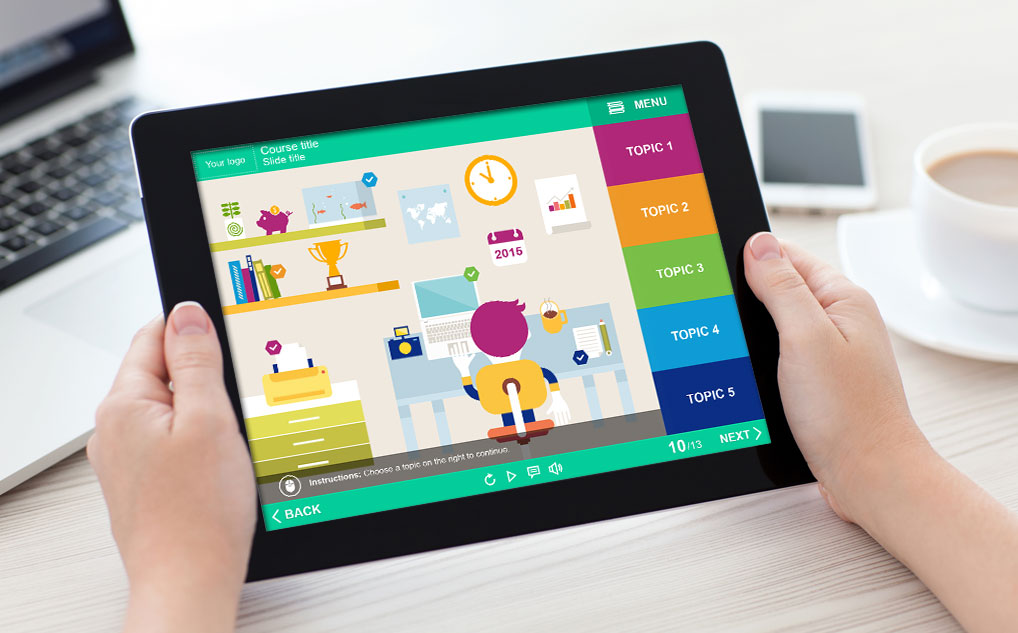 MENU
Your logo
Course title
Slide title
TOPIC 1
TOPIC 2
TOPIC 3
TOPIC 4
TOPIC 5
2015
Instructions: Choose a topic on the right to continue.
BACK
10/13
NEXT